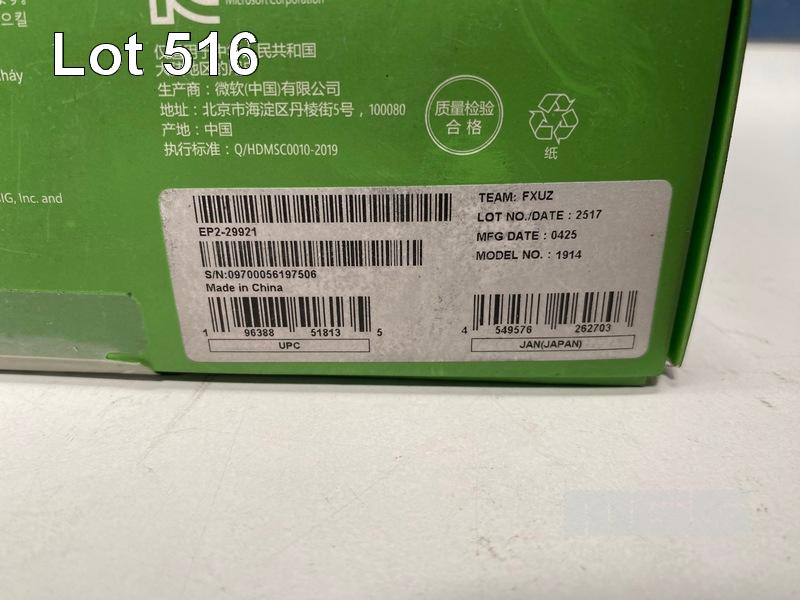 Lot 516
Microsoft Corporation
으킬
hảy
IG, Inc. and
中 民共和国
生产商：微软(中国)有限公司
地址：北京市海淀区丹棱街5号，100080
产地：中国
执行标准：Q/HDMSC0010-2019
质量检验
合格
纸
EP2-29921
S/N:09700056197506
Made in China
1 96388 51813 5
UPC
TEAM: FXUZ
LOT NO./DATE : 2517
MFG DATE : 0425
MODEL NO. : 1914
4 549576 262703
JAN(JAPAN)